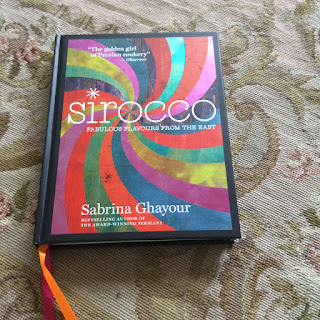 "The golden girl
of Persian cookery"
– Observer
sirocco
FABULOUS FLAVOURS FROM THE EAST
Sabrina Ghayour
BESTSELLING AUTHOR OF
THE AWARD-WINNING PERSIANA